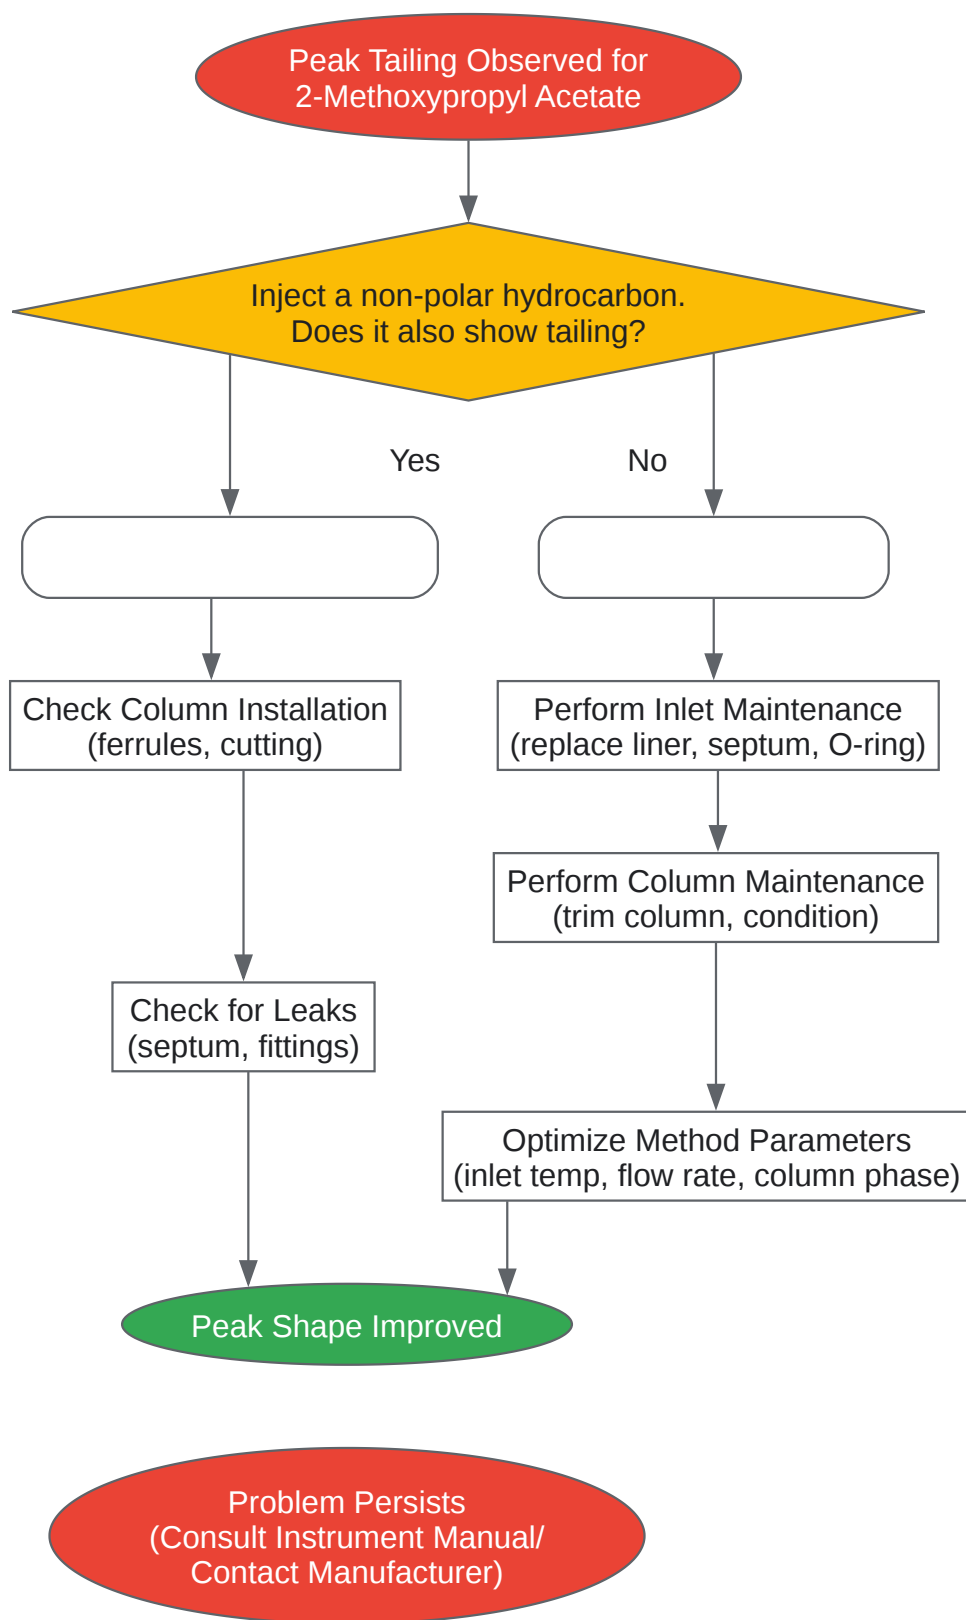 Peak Tailing Observed for
2-Methoxypropyl Acetate
Inject a non-polar hydrocarbon.
Does it also show tailing?
Yes
No
Check Column Installation
(ferrules, cutting)
Perform Inlet Maintenance
(replace liner, septum, O-ring)
Perform Column Maintenance
(trim column, condition)
Check for Leaks
(septum, fittings)
Optimize Method Parameters
(inlet temp, flow rate, column phase)
Peak Shape Improved
Problem Persists
(Consult Instrument Manual/
Contact Manufacturer)